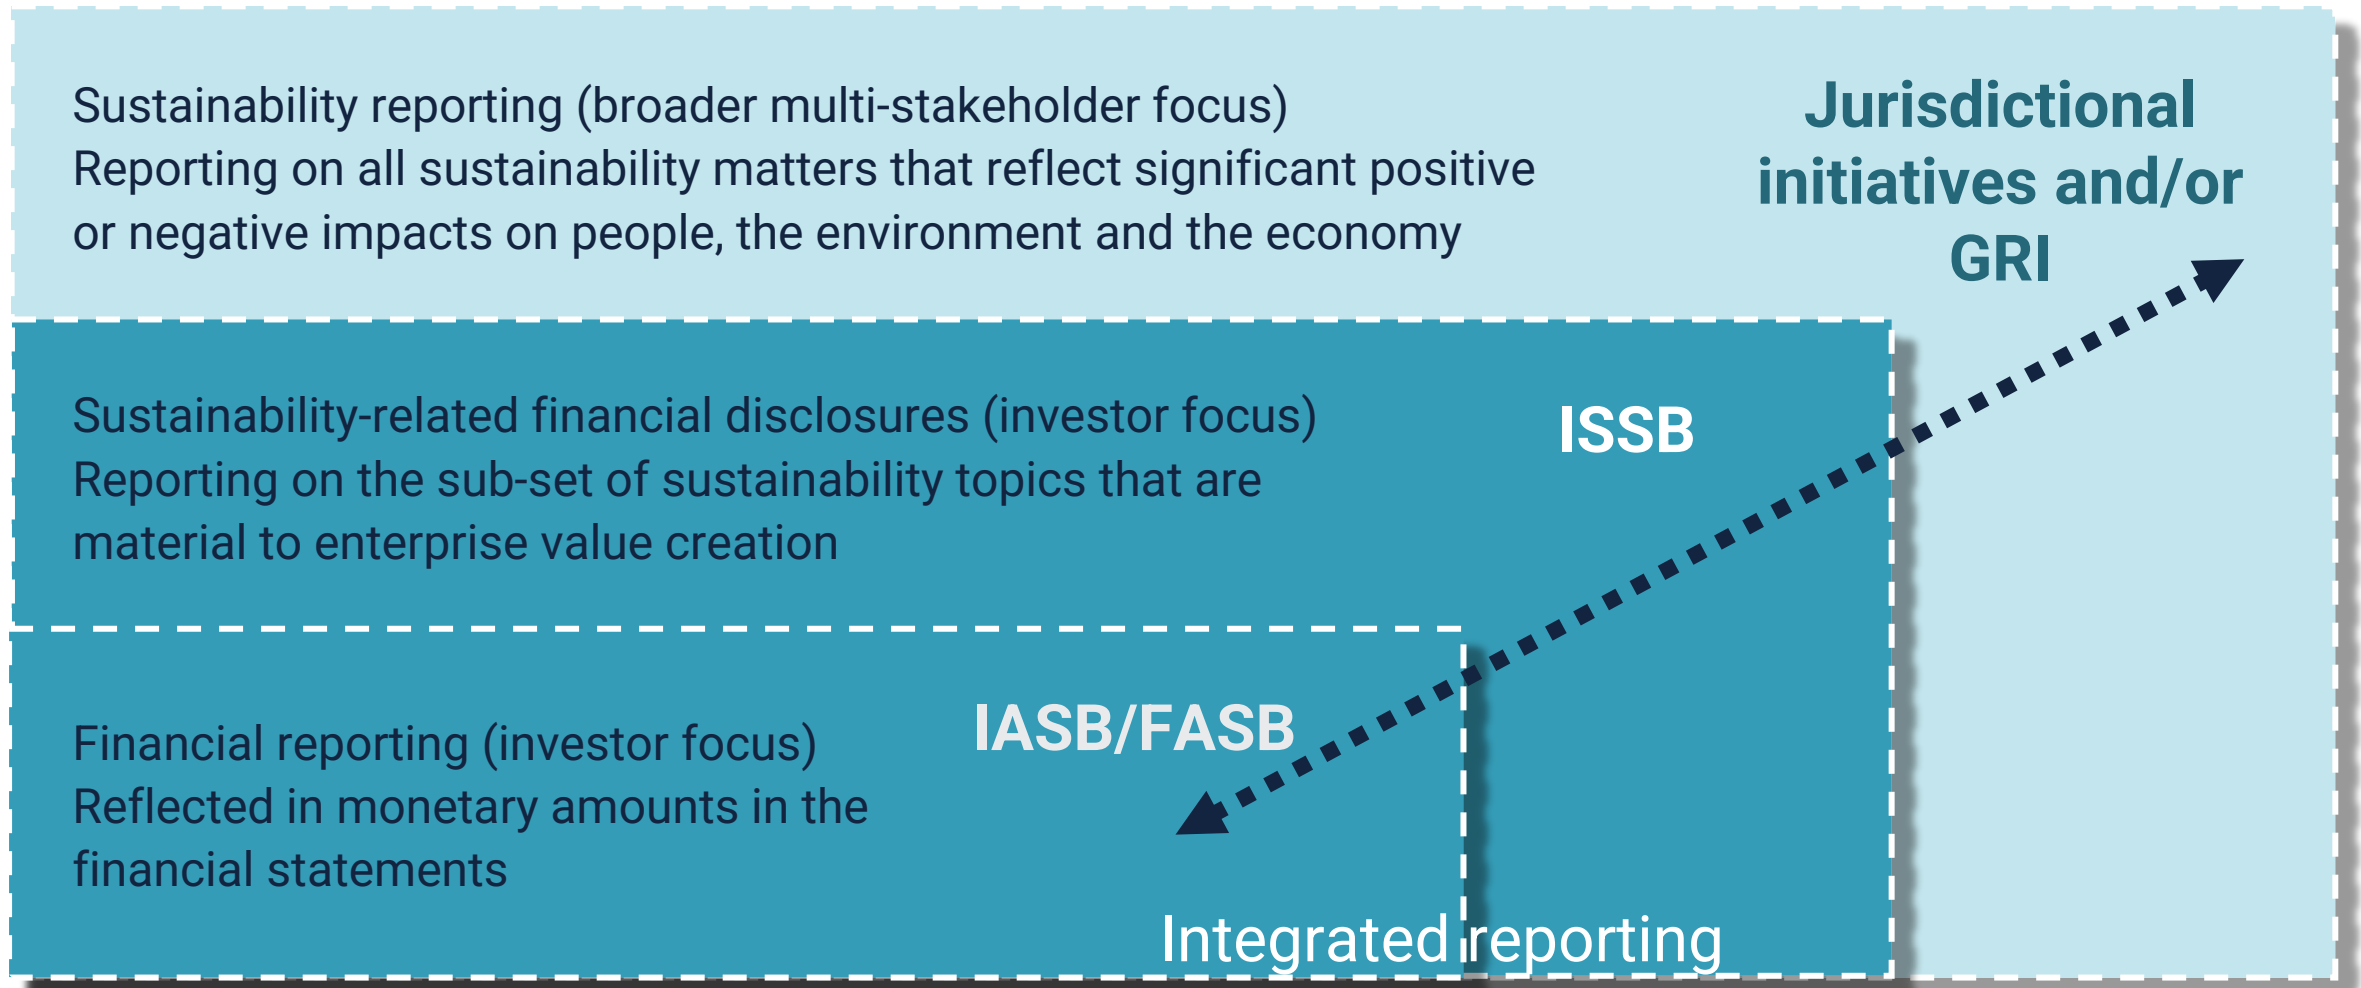 Sustainability reporting (broader multi-stakeholder focus)
Reporting on all sustainability matters that reflect significant positive
or negative impacts on people, the environment and the economy
Jurisdictional
initiatives and/or
GRI
Sustainability-related financial disclosures (investor focus)
Reporting on the sub-set of sustainability topics that are
material to enterprise value creation
ISSB
Financial reporting (investor focus)
Reflected in monetary amounts in the
financial statements
IASB/FASB
Integrated reporting